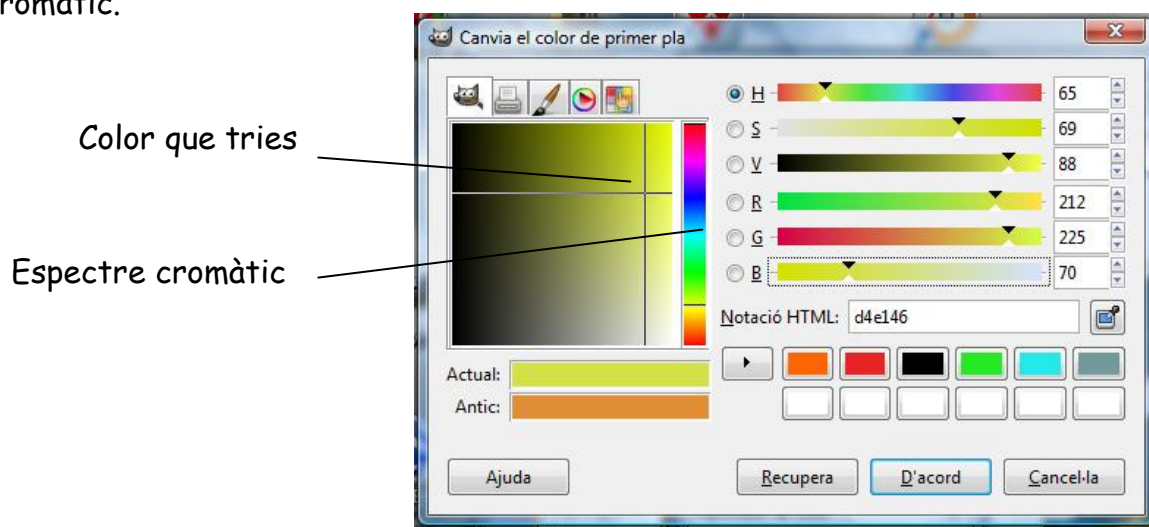 romàtic.
Canvia el color de primer pla
Color que tries
Espectre cromàtic
H 65
S 69
V 88
R 212
G 225
B 70
Notació HTML: d4e146
Actual:
Antic:
Ajuda
Recupera
D'acord
Cancel·la